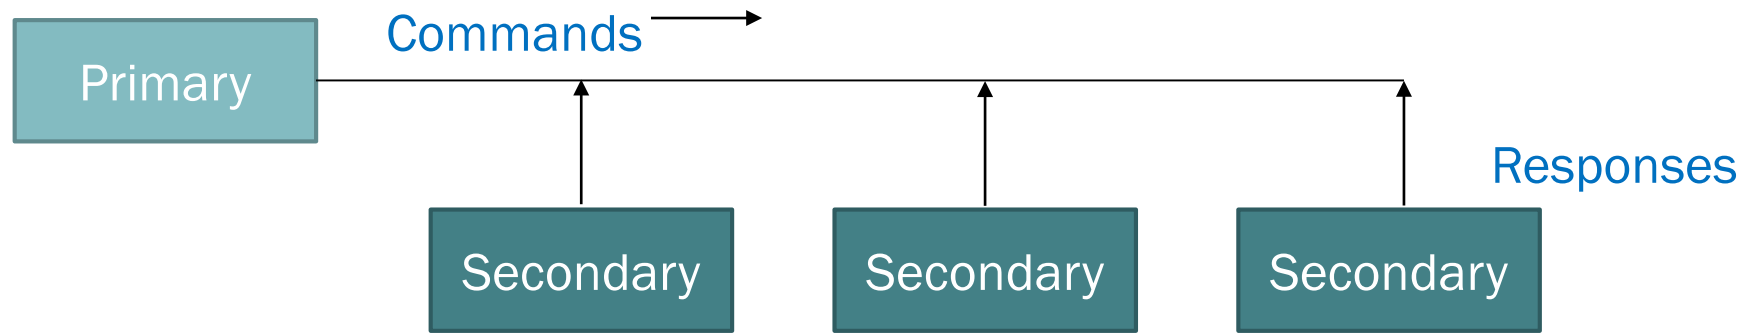 Commands
Primary
Responses
Secondary
Secondary
Secondary